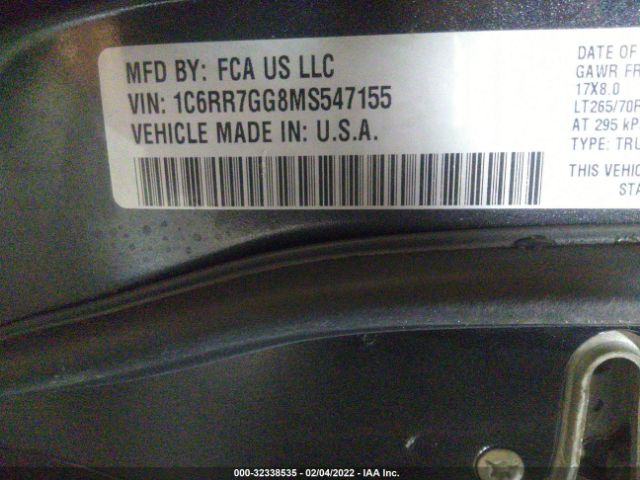 MFD BY: FCA US LLC
VIN: 1C6RR7GG8MS547155
VEHICLE MADE IN: U.S.A.
DATE OF
GAWR FR
17X8.0
LT265/70R
AT 295 kP
TYPE: TRU
THIS VEHIC
STA
000-32338535 - 02/04/2022 - IAA Inc.